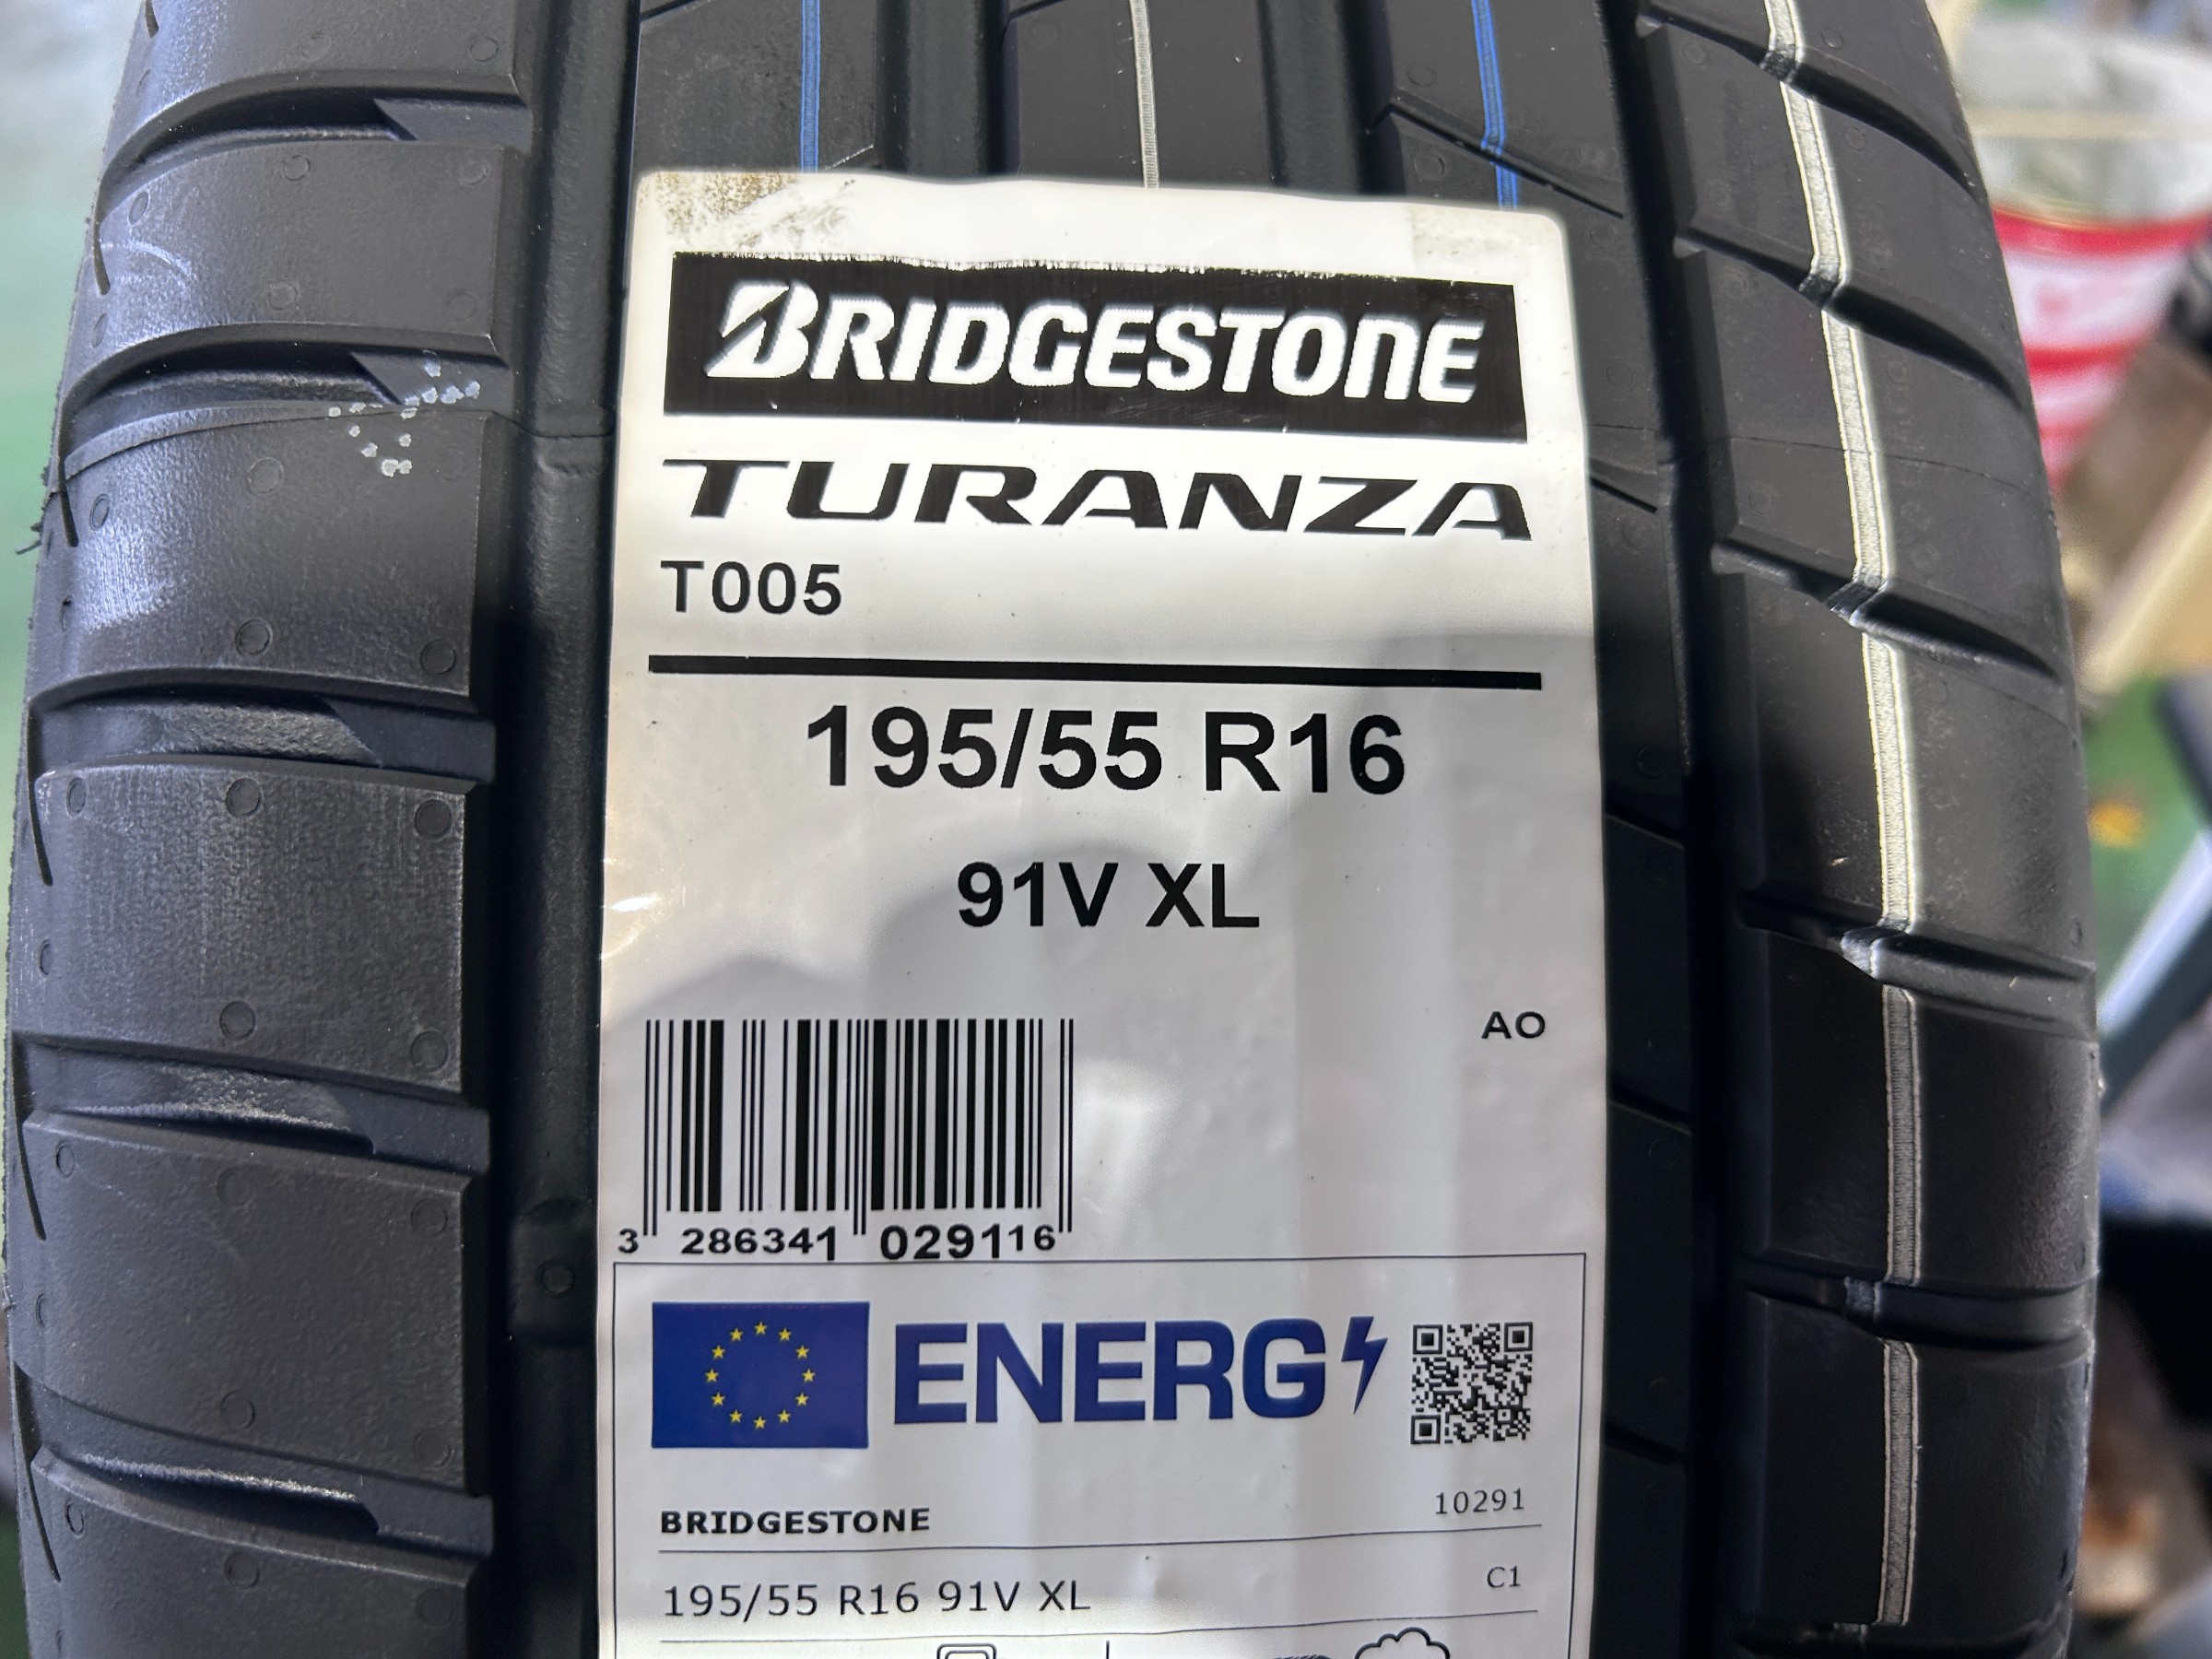 BRIDGESTONE
TURANZA
T005
195/55 R16
91V XL
AO
3 286341 029116
ENERG
BRIDGESTONE
10291
195/55 R16 91V XL
C1